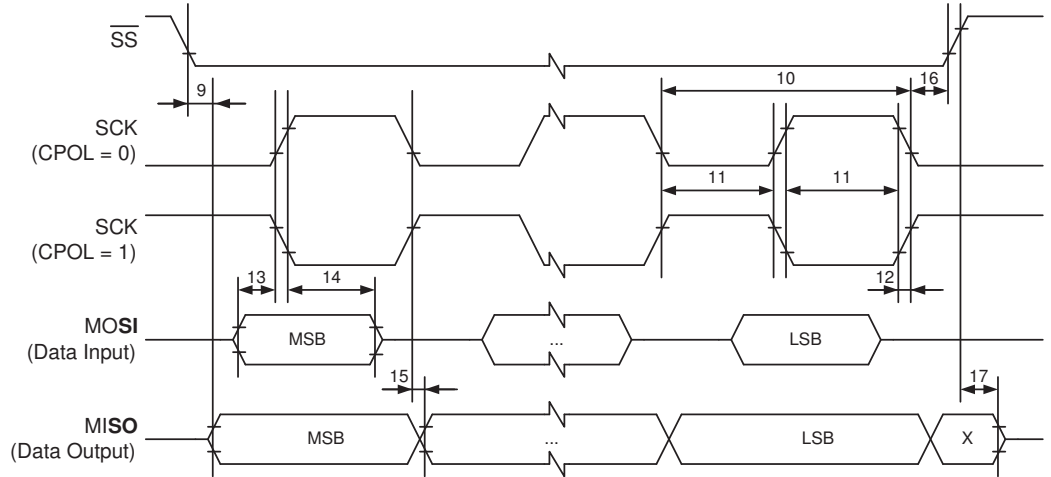 SS
9
10
16
SCK
(CPOL = 0)
11
11
SCK
(CPOL = 1)
13
14
12
MOSI
(Data Input)
MSB
...
LSB
15
17
MISO
(Data Output)
MSB
...
LSB
X